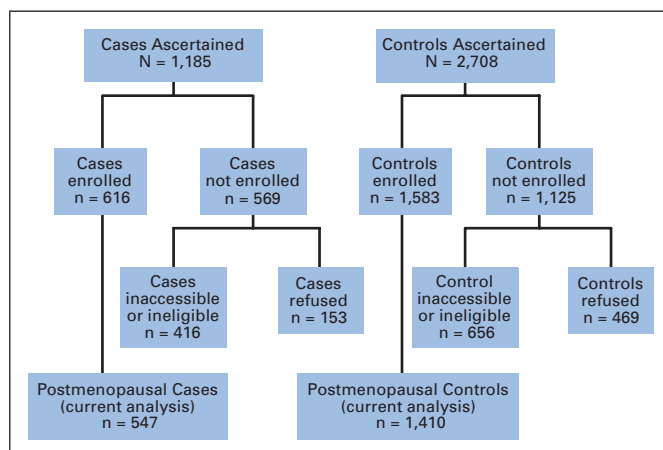 Cases Ascertained
N = 1,185
Controls Ascertained
N = 2,708
Cases
enrolled
n = 616
Cases
not enrolled
n = 569
Controls
enrolled
n = 1,583
Controls
not enrolled
n = 1,125
Cases
inaccessible
or ineligible
n = 416
Cases
refused
n = 153
Control
inaccessible
or ineligible
n = 656
Controls
refused
n = 469
Postmenopausal Cases
(current analysis)
n = 547
Postmenopausal Controls
(current analysis)
n = 1,410